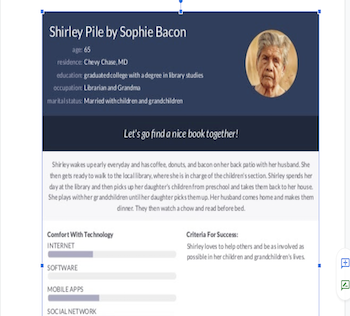 Shirley Pile by Sophie Bacon
age: 65
residence: Chevy Chase, MD
education: graduated college with a degree in library studies
occupation: Librarian and Grandma
marital status: Married with children and grandchildren
Let's go find a nice book together!
Shirley wakes up early everyday and has coffee, donuts, and bacon on her back patio with her husband. She
then gets ready to walk to the local library, where she is in charge of the children's section. Shirley spends her
day at the library and then picks up her daughter's children from preschool and takes them back to her house.
She plays with her grandchildren until her daughter picks them up. Her husband comes home and makes them
dinner. They then watch a show and read before bed.
Comfort With Technology
INTERNET
SOFTWARE
MOBILE APPS
SOCIAL NETWORK
Criteria For Success:
Shirley loves to help others and be as involved as
possible in her children and grandchildren's lives.